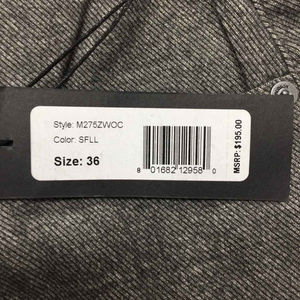 Style: M275ZWOC
Color: SFLL
Size: 36
8 01682 12958 0
MSRP: $195.00